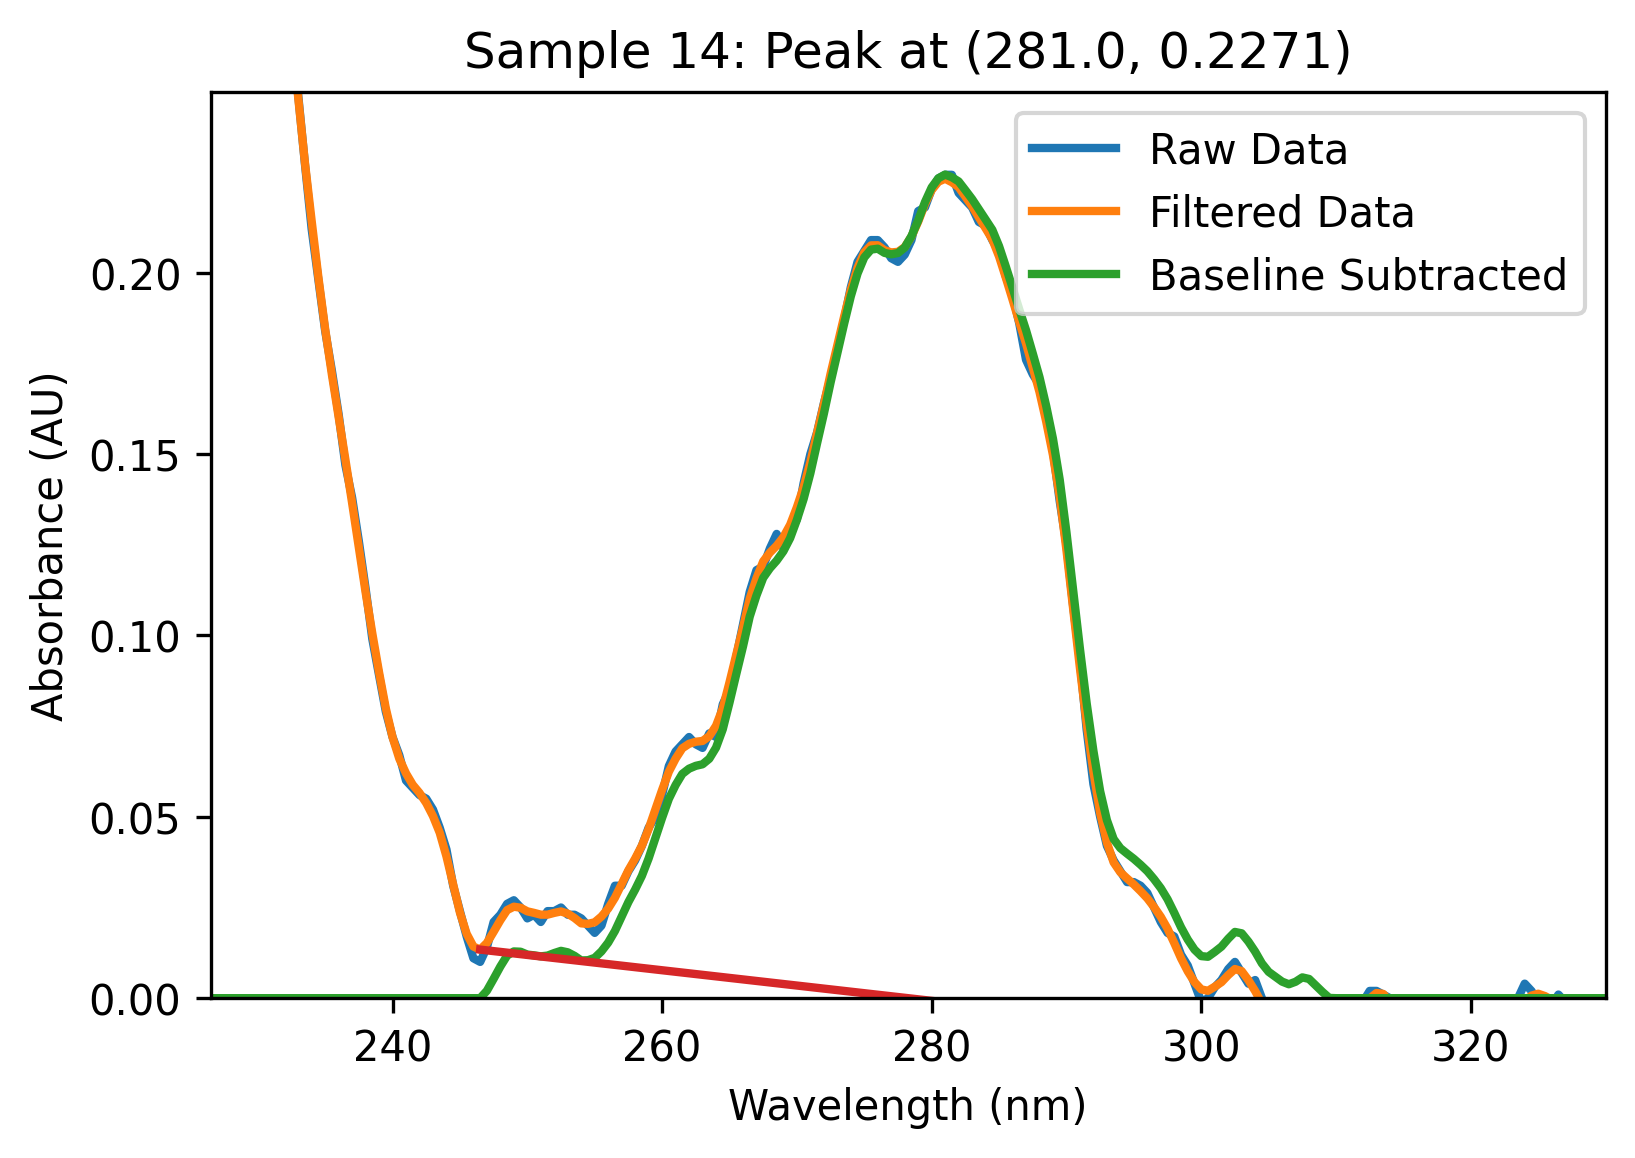 Sample 14: Peak at (281.0, 0.2271)
Raw Data
Filtered Data
Baseline Subtracted
Absorbance (AU)
0.20
0.15
0.10
0.05
0.00
240 260 280 300 320
Wavelength (nm)